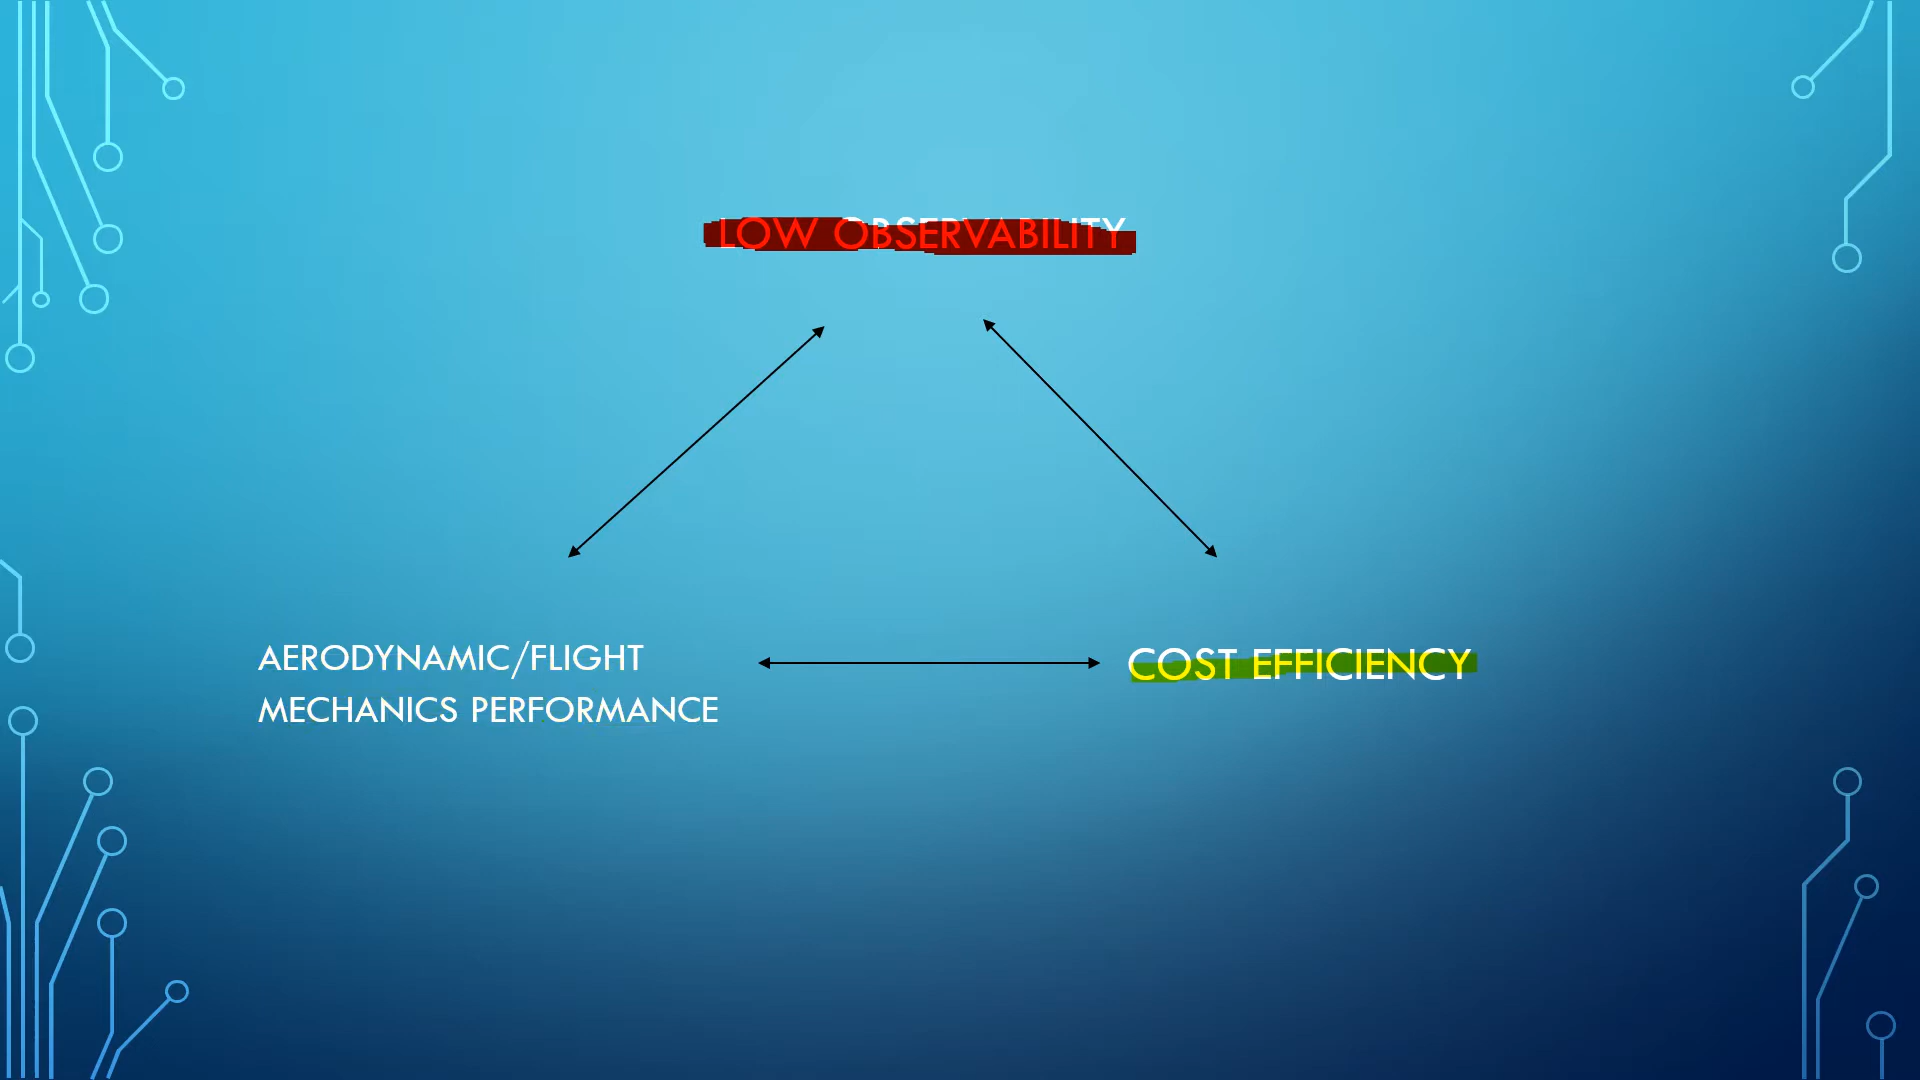 LOW OBSERVABILITY
AERODYNAMIC/FLIGHT
MECHANICS PERFORMANCE
COST EFFICIENCY